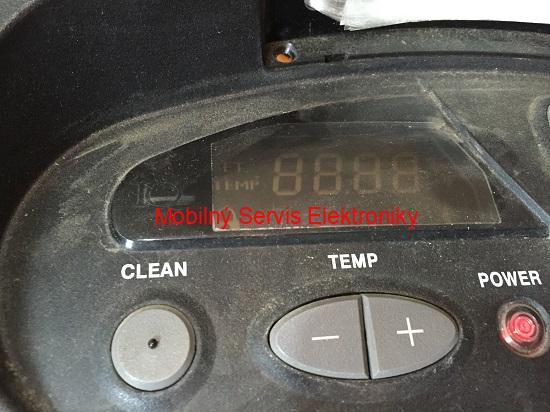 TEMP 8888
Mobilný Servis Elektroniky
CLEAN
TEMP
POWER
− +